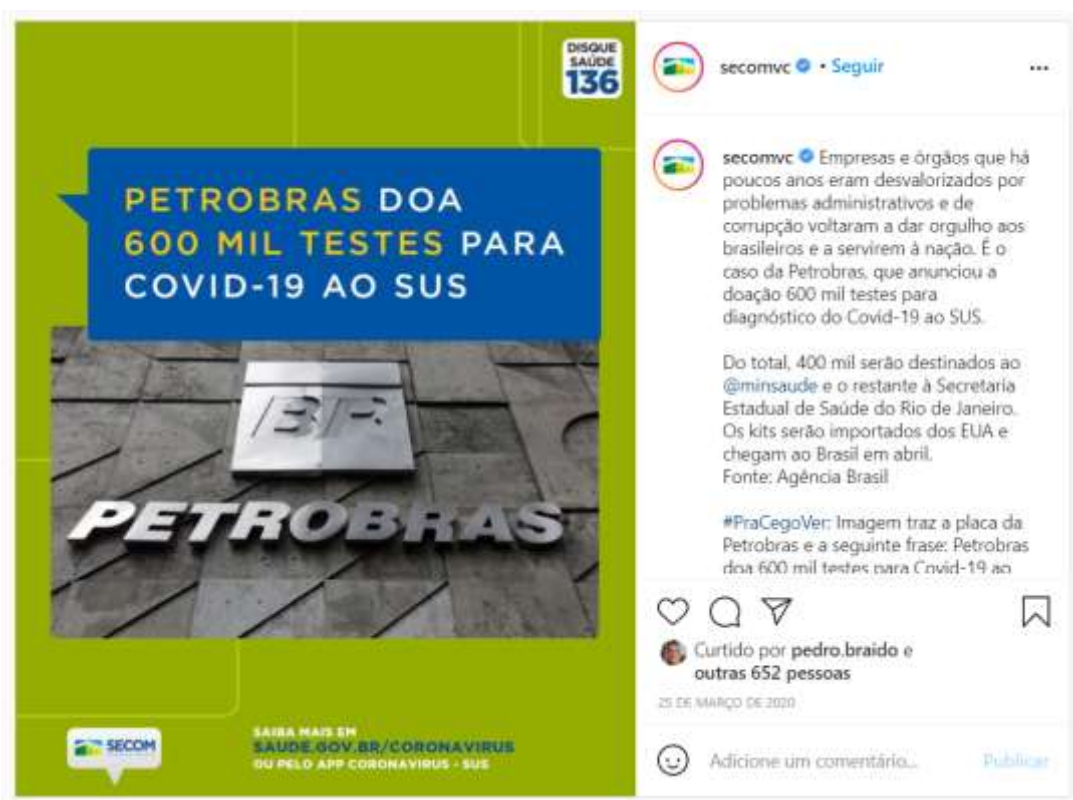 DISQUE
SAÚDE
136
PETROBRAS DOA
600 MIL TESTES PARA
COVID-19 AO SUS
BR
PETROBRAS
SECOM
SAIBA MAIS EM
SAUDE.GOV.BR/CORONAVIRUS
OU PELO APP CORONAVIRUS - SUS
secomvc • Seguir
secomvc Empresas e órgãos que há
poucos anos eram desvalorizados por
problemas administrativos e de
corrupção voltaram a dar orgulho aos
brasileiros e a servirem à nação. É o
caso da Petrobras, que anunciou a
doação 600 mil testes para
diagnóstico do Covid-19 ao SUS.
Do total, 400 mil serão destinados ao
@minsaude e o restante à Secretaria
Estadual de Saúde do Rio de Janeiro.
Os kits serão importados dos EUA e
chegam ao Brasil em abril.
Fonte: Agência Brasil
#PraCegoVer: Imagem traz a placa da
Petrobras e a seguinte frase: Petrobras
doa 600 mil testes para Covid-19 ao
Curtido por pedro.braido e
outras 652 pessoas
25 DE MARÇO DE 2020
Adicione um comentário...
Publicar